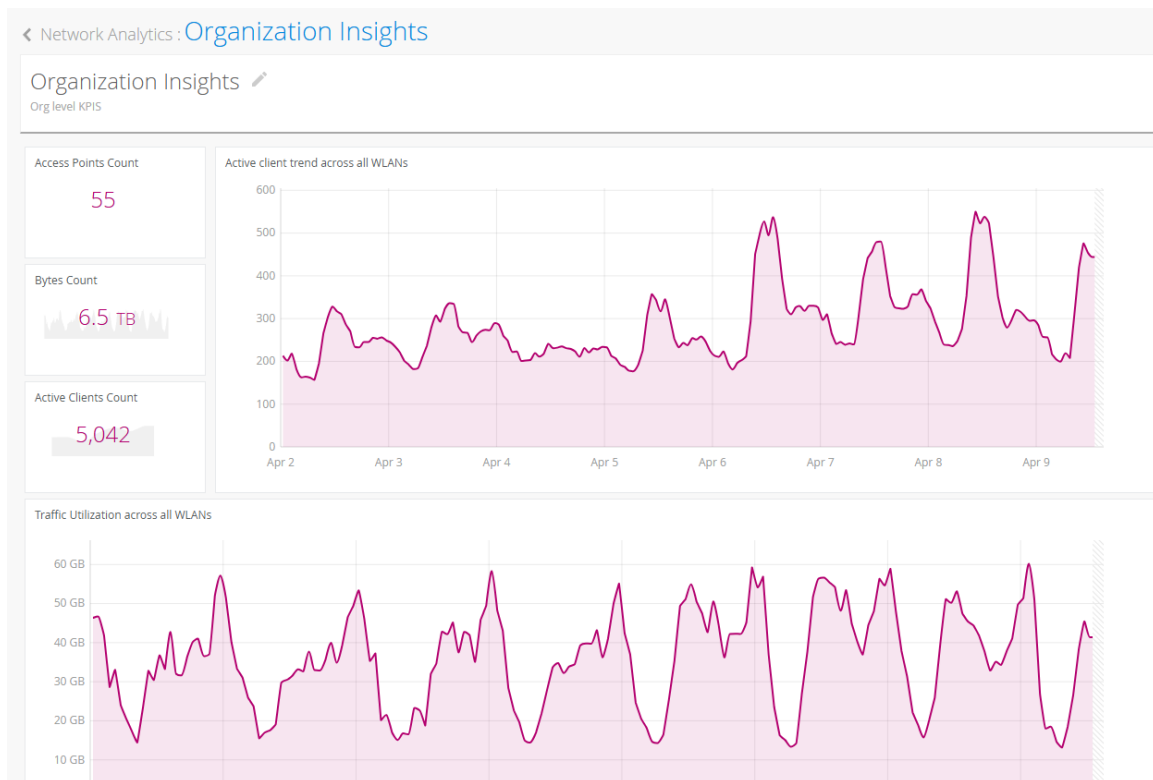 Network Analytics : Organization Insights
Organization Insights
Org level KPIS
Access Points Count
55
Bytes Count
6.5 TB
Active Clients Count
5,042
Active client trend across all WLANs
600
500
400
300
200
100
0
Apr 2 Apr 3 Apr 4 Apr 5 Apr 6 Apr 7 Apr 8 Apr 9
Traffic Utilization across all WLANs
60 GB
50 GB
40 GB
30 GB
20 GB
10 GB